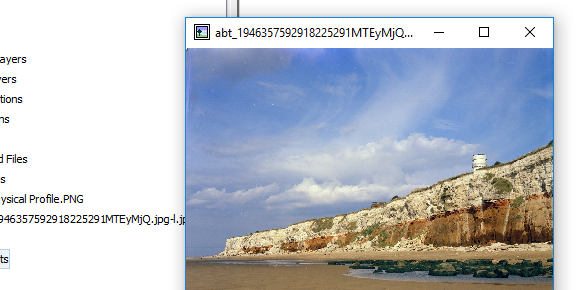 abt_1946357592918225291MTEyMjQ...
ayers
ers
tions
ns
d Files
s
ysical Profile.PNG
946357592918225291MTEyMjQ.jpg-l.jp
ts